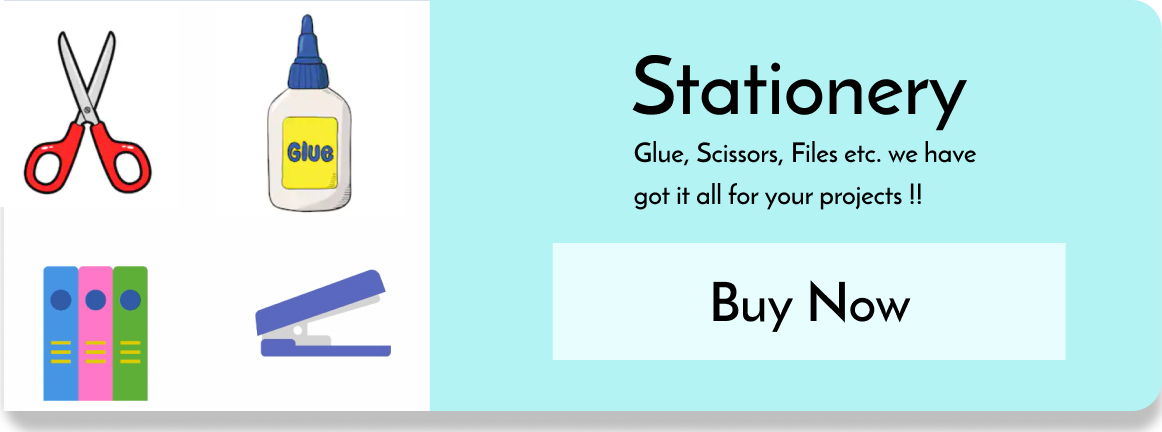 Glue
Stationery
Glue, Scissors, Files etc. we have
got it all for your projects !!
Buy Now